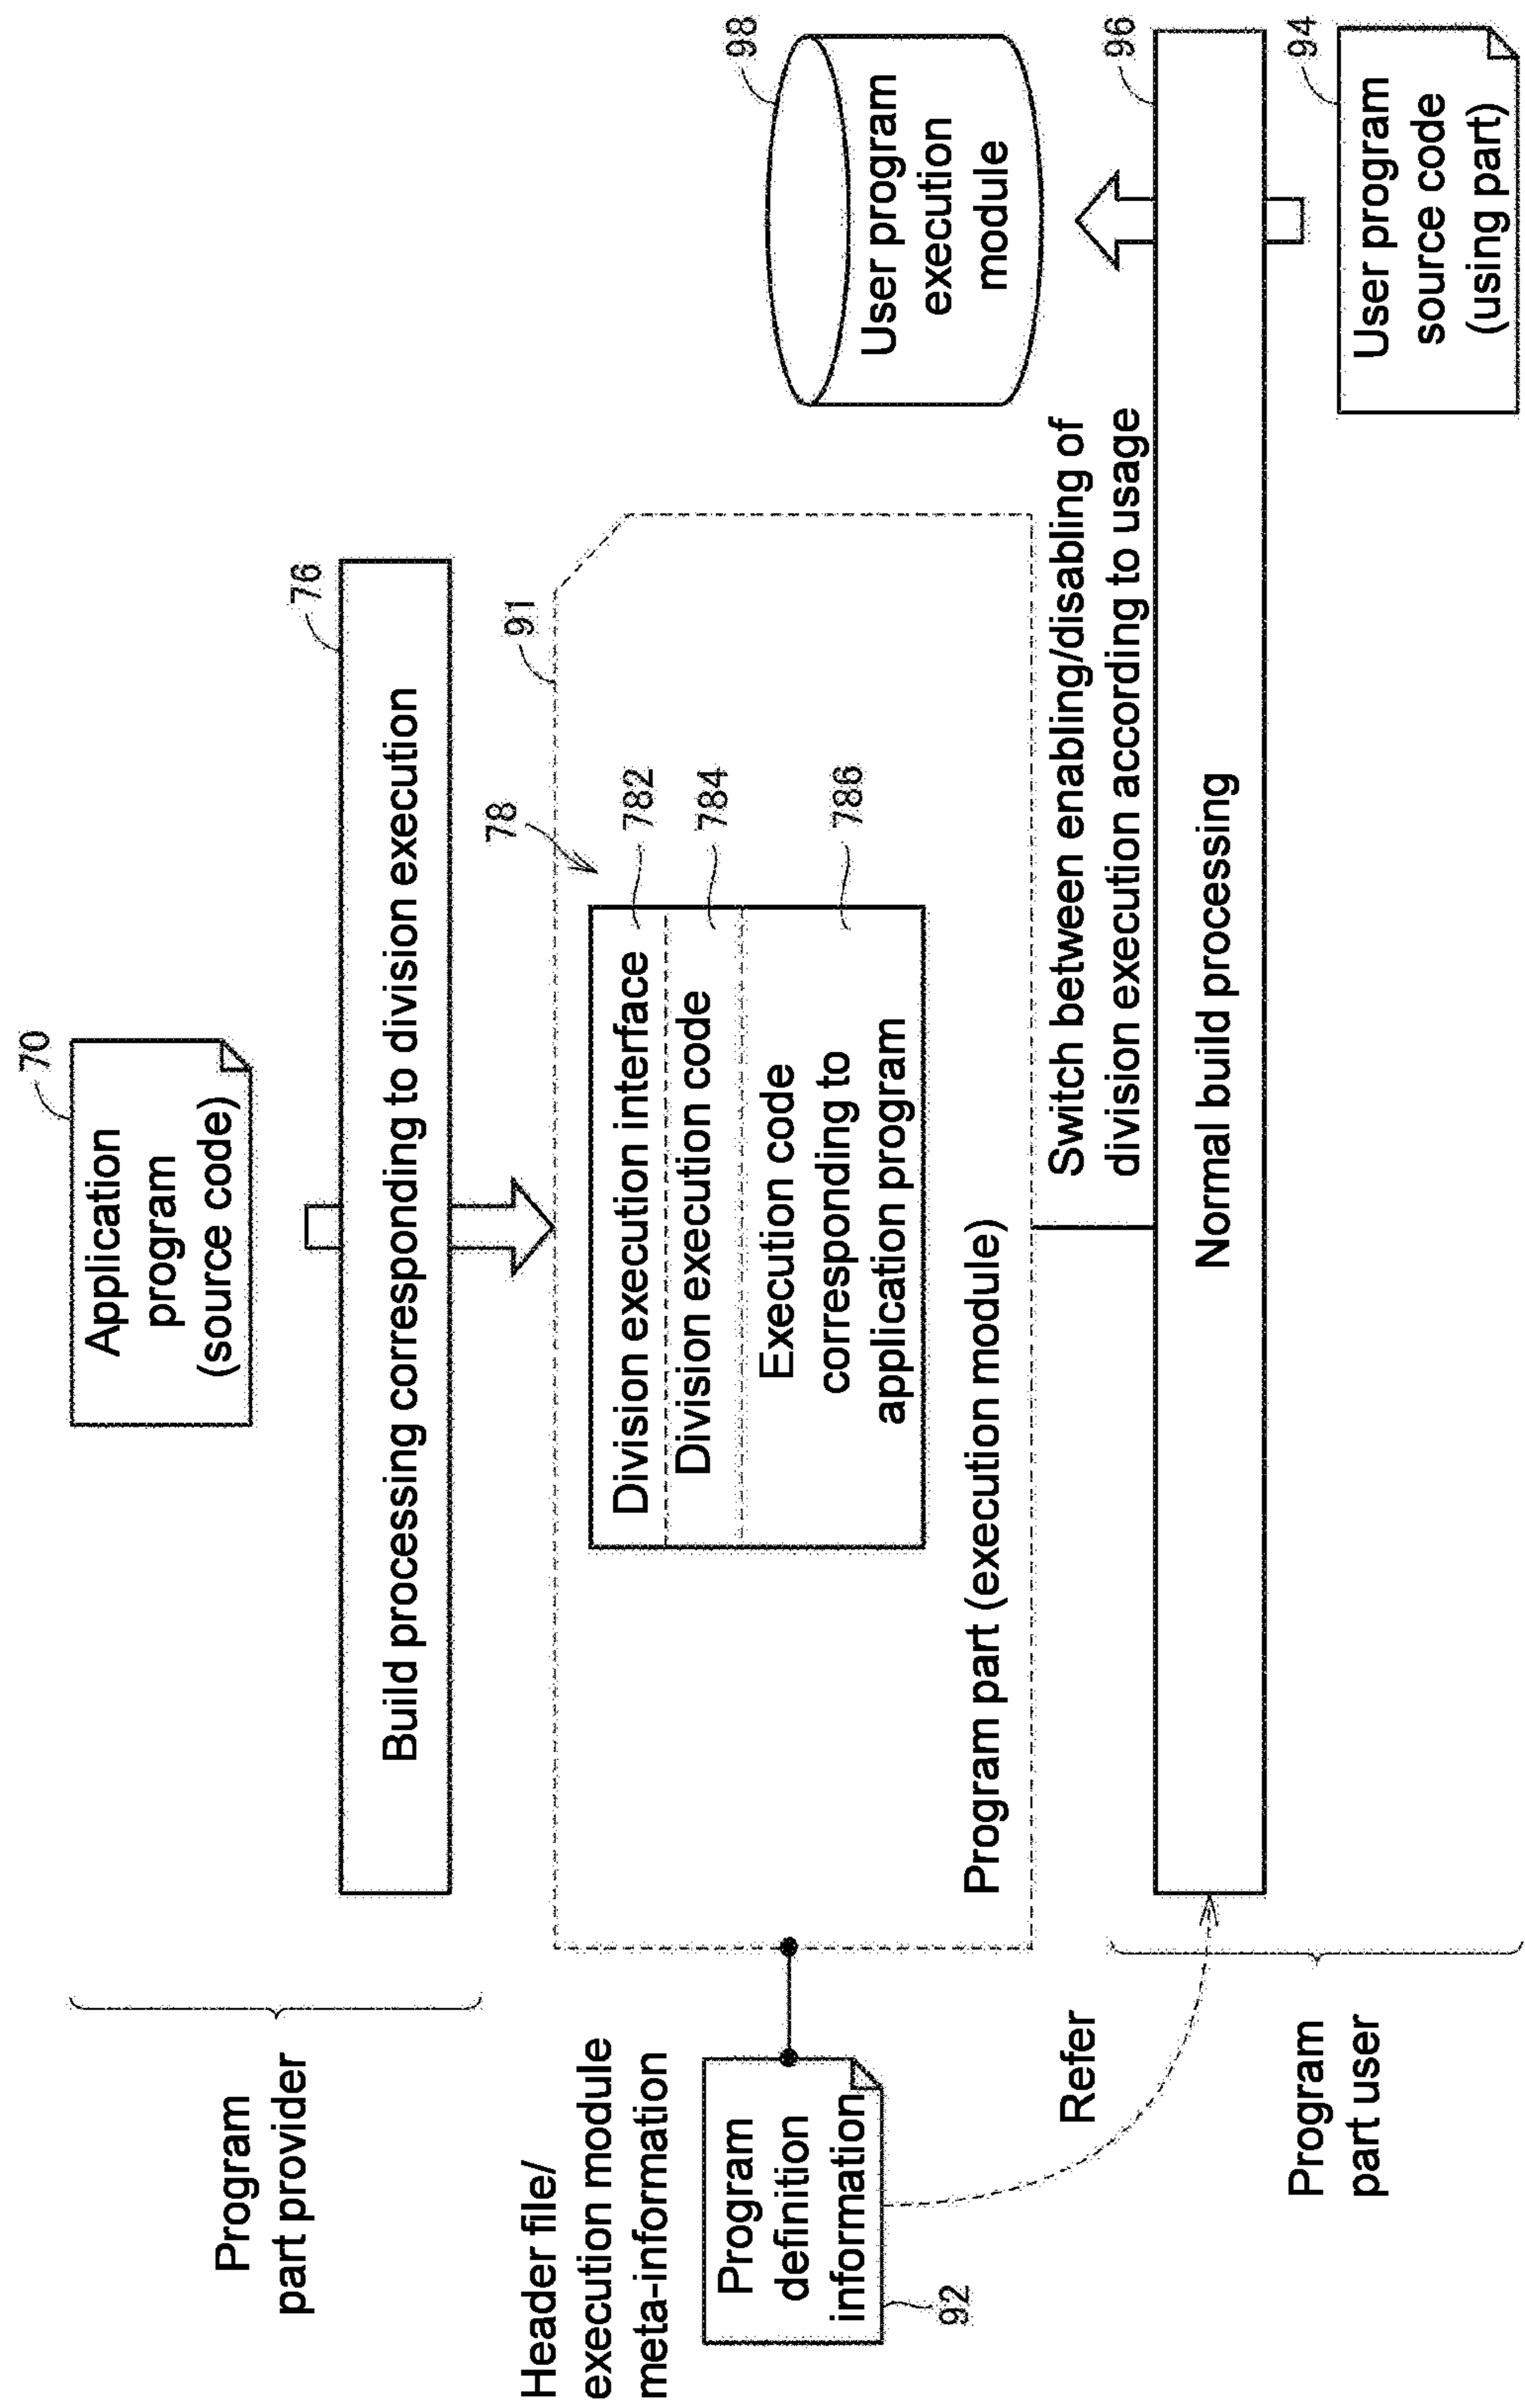 70
Application
program
(source code)
Program
part provider
76
Build processing corresponding to division execution
91
78
Division execution interface
782
Division execution code
784
Execution code
corresponding to
application program
786
Program part (execution module)
Header file/
execution module
meta-information
Program
definition
information
92
98
User program
execution
module
Switch between enabling/disabling of
division execution according to usage
Refer
96
Normal build processing
Program
part user
94
User program
source code
(using part)